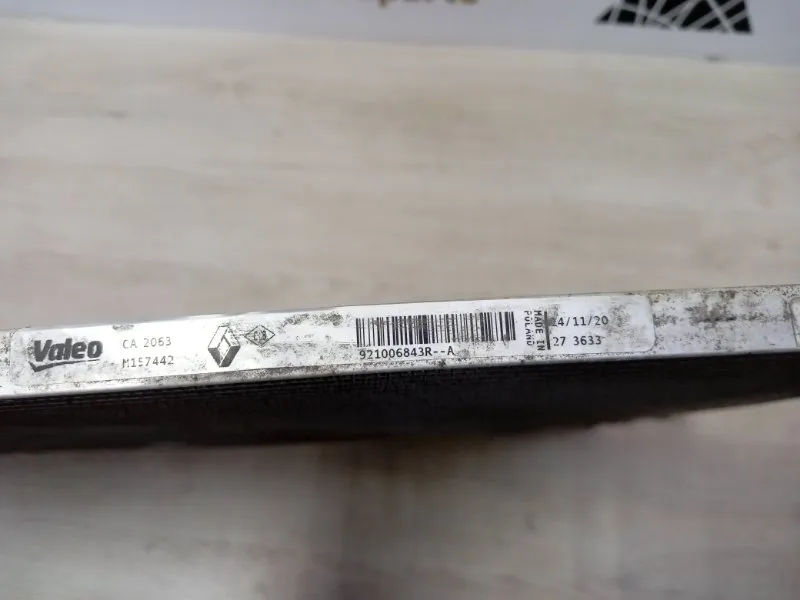 Valeo
CA 2063
M157442
921006843R--A
MADE IN
POLAND
24/11/20
27 3633